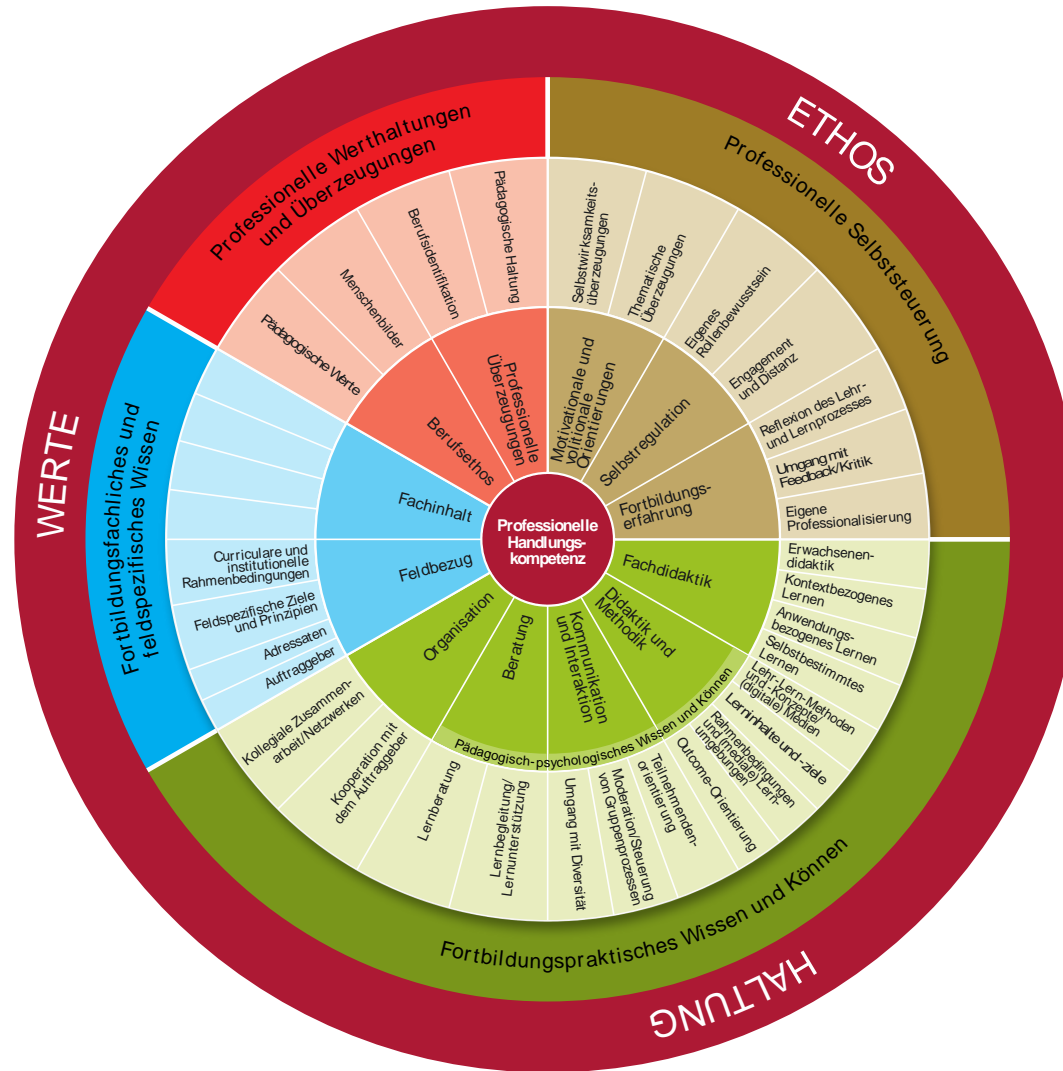 ETHOS
WERTE
HALTUNG
Professionelle Werthaltungen
und Überzeugungen
Professionelle Selbststeuerung
Fortbildungsfachliches und
feldspezifisches Wissen
Fortbildungspraktisches Wissen und Können
Pädagogische Werte
Menschenbilder
Berufsidentifikation
Pädagogische Haltung
Selbstwirksamkeits-
überzeugungen
Thematische
Überzeugungen
Eigenes
Rollenbewusstsein
Engagement
und Distanz
Reflexion des Lehr-
und Lernprozesses
Umgang mit
Feedback/Kritik
Eigene
Professionalisierung
Erwachsenen-
didaktik
Kontextbezogenes
Lernen
Anwendungs-
bezogenes Lernen
Selbstbestimmtes
Lernen
Lehr-Lern-Methoden
und -Konzepte/
(digitale) Medien
Lerninhalte und -ziele
Rahmenbedingungen
und (mediale) Lern-
umgebungen
Outcome-Orientierung
Teilnehmenden-
orientierung
Moderation/Steuerung
von Gruppenprozessen
Umgang mit Diversität
Lernbegleitung/
Lernunterstützung
Lernberatung
Kooperation mit
dem Auftraggeber
Kollegiale Zusammen-
arbeit/Netzwerken
Auftraggeber
Adressaten
Feldspezifische Ziele
und Prinzipien
Curriculare und
institutionelle
Rahmenbedingungen
Berufsethos
Professionelle
Überzeugungen
Motivationale und
volitionale
Orientierungen
Selbstregulation
Fortbildungs-
erfahrung
Fachdidaktik
Didaktik und
Methodik
Kommunikation
und Interaktion
Beratung
Organisation
Feldbezug
Fachinhalt
Pädagogisch-psychologisches Wissen und Können
Professionelle
Handlungs-
kompetenz